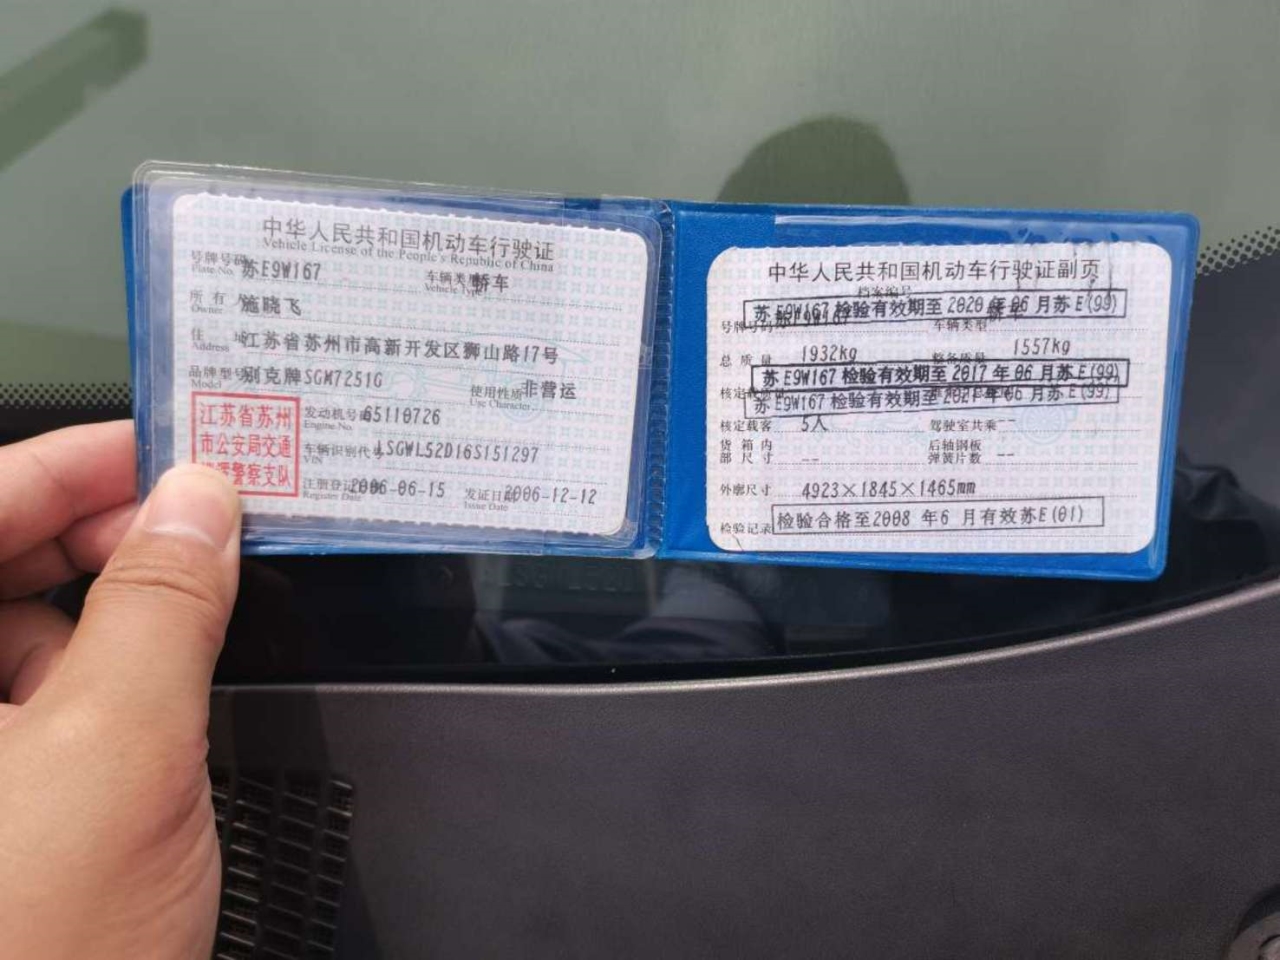 中华人民共和国机动车行驶证
Vehicle License of the People's Republic of China
号牌号码 苏E9W167 车辆类型 轿车
Plate No. Vehicle Type
所有人 施晓飞
Owner
住址 江苏省苏州市高新开发区狮山路17号
Address
品牌型号 别克牌SGM7251G 使用性质 非营运
Model Use Character
江苏省苏州
市公安局交通
警察支队
发动机号码 65110726
Engine No.
车辆识别代号 LSGWL52D16S151297
VIN
注册登记日期 2006-06-15 发证日期 2006-12-12
Register Date Issue Date
中华人民共和国机动车行驶证副页
档案编号
苏E9W167 检验有效期至2020年06月苏E(99)
号牌号码 苏E9W167 车辆类型 轿车
总质量 1932kg 整备质量 1557kg
苏E9W167 检验有效期至2017年06月苏E(99)
苏E9W167 检验有效期至2021年06月苏E(99)
核定载客 5人 驾驶室共乘 --
货箱内部尺寸 -- 后轴钢板弹簧片数 --
外廓尺寸 4923×1845×1465mm
检验记录 检验合格至2008年6月有效苏E(01)